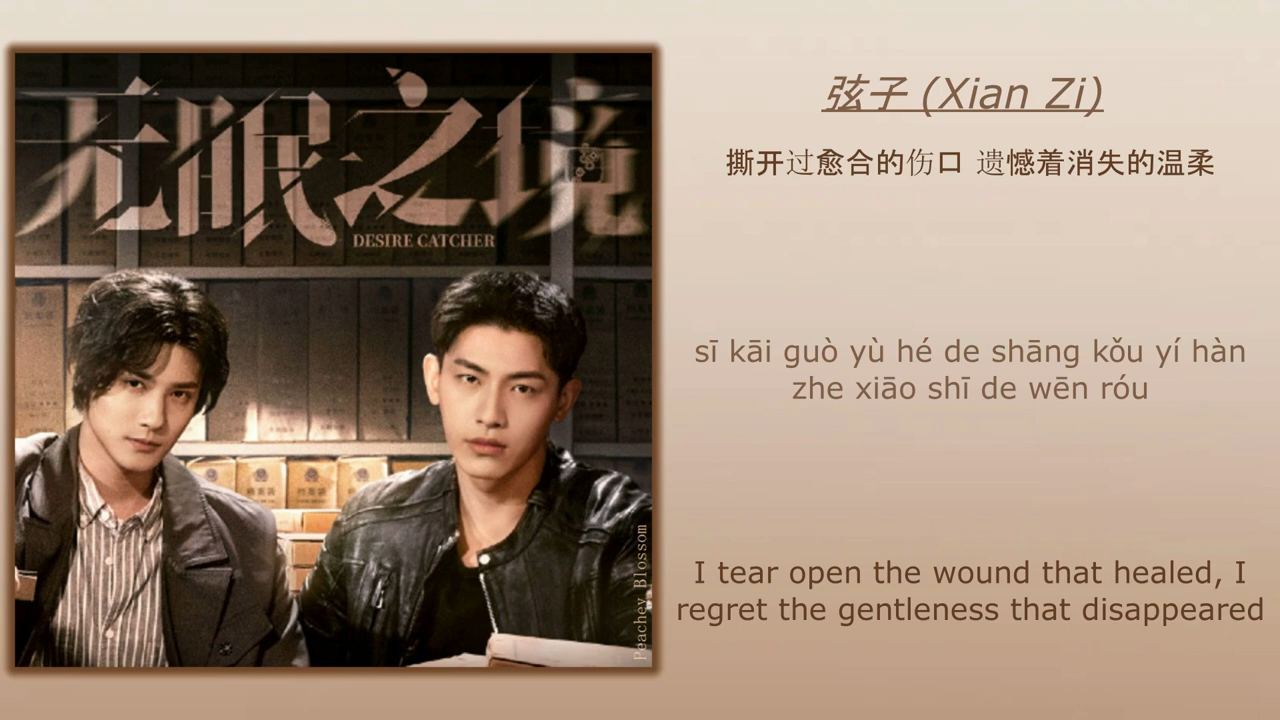 无眠之境
DESIRE CATCHER
Peachey Blossom
弦子 (Xian Zi)
撕开过愈合的伤口 遗憾着消失的温柔
sī kāi guò yù hé de shāng kǒu yí hàn
zhe xiāo shī de wēn róu
I tear open the wound that healed, I
regret the gentleness that disappeared